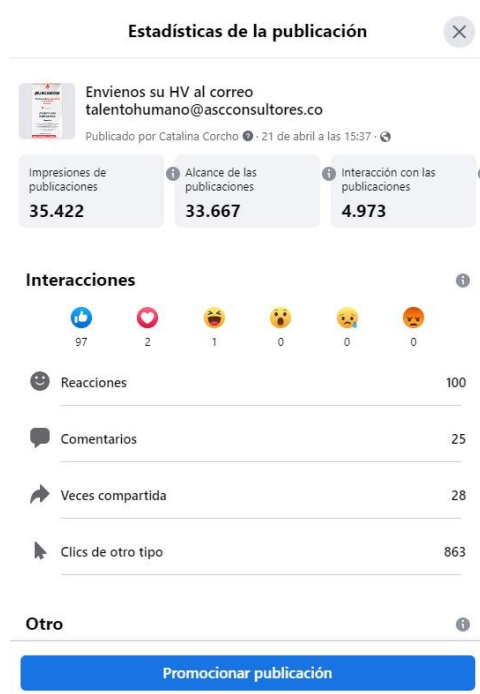 Estadísticas de la publicación
Envienos su HV al correo
talentohumano@ascconsultores.co
Publicado por Catalina Corcho · 21 de abril a las 15:37 ·
Impresiones de
publicaciones
35.422
Alcance de las
publicaciones
33.667
Interacción con las
publicaciones
4.973
Interacciones
97 2 1 0 0 0
Reacciones 100
Comentarios 25
Veces compartida 28
Clics de otro tipo 863
Otro
Promocionar publicación